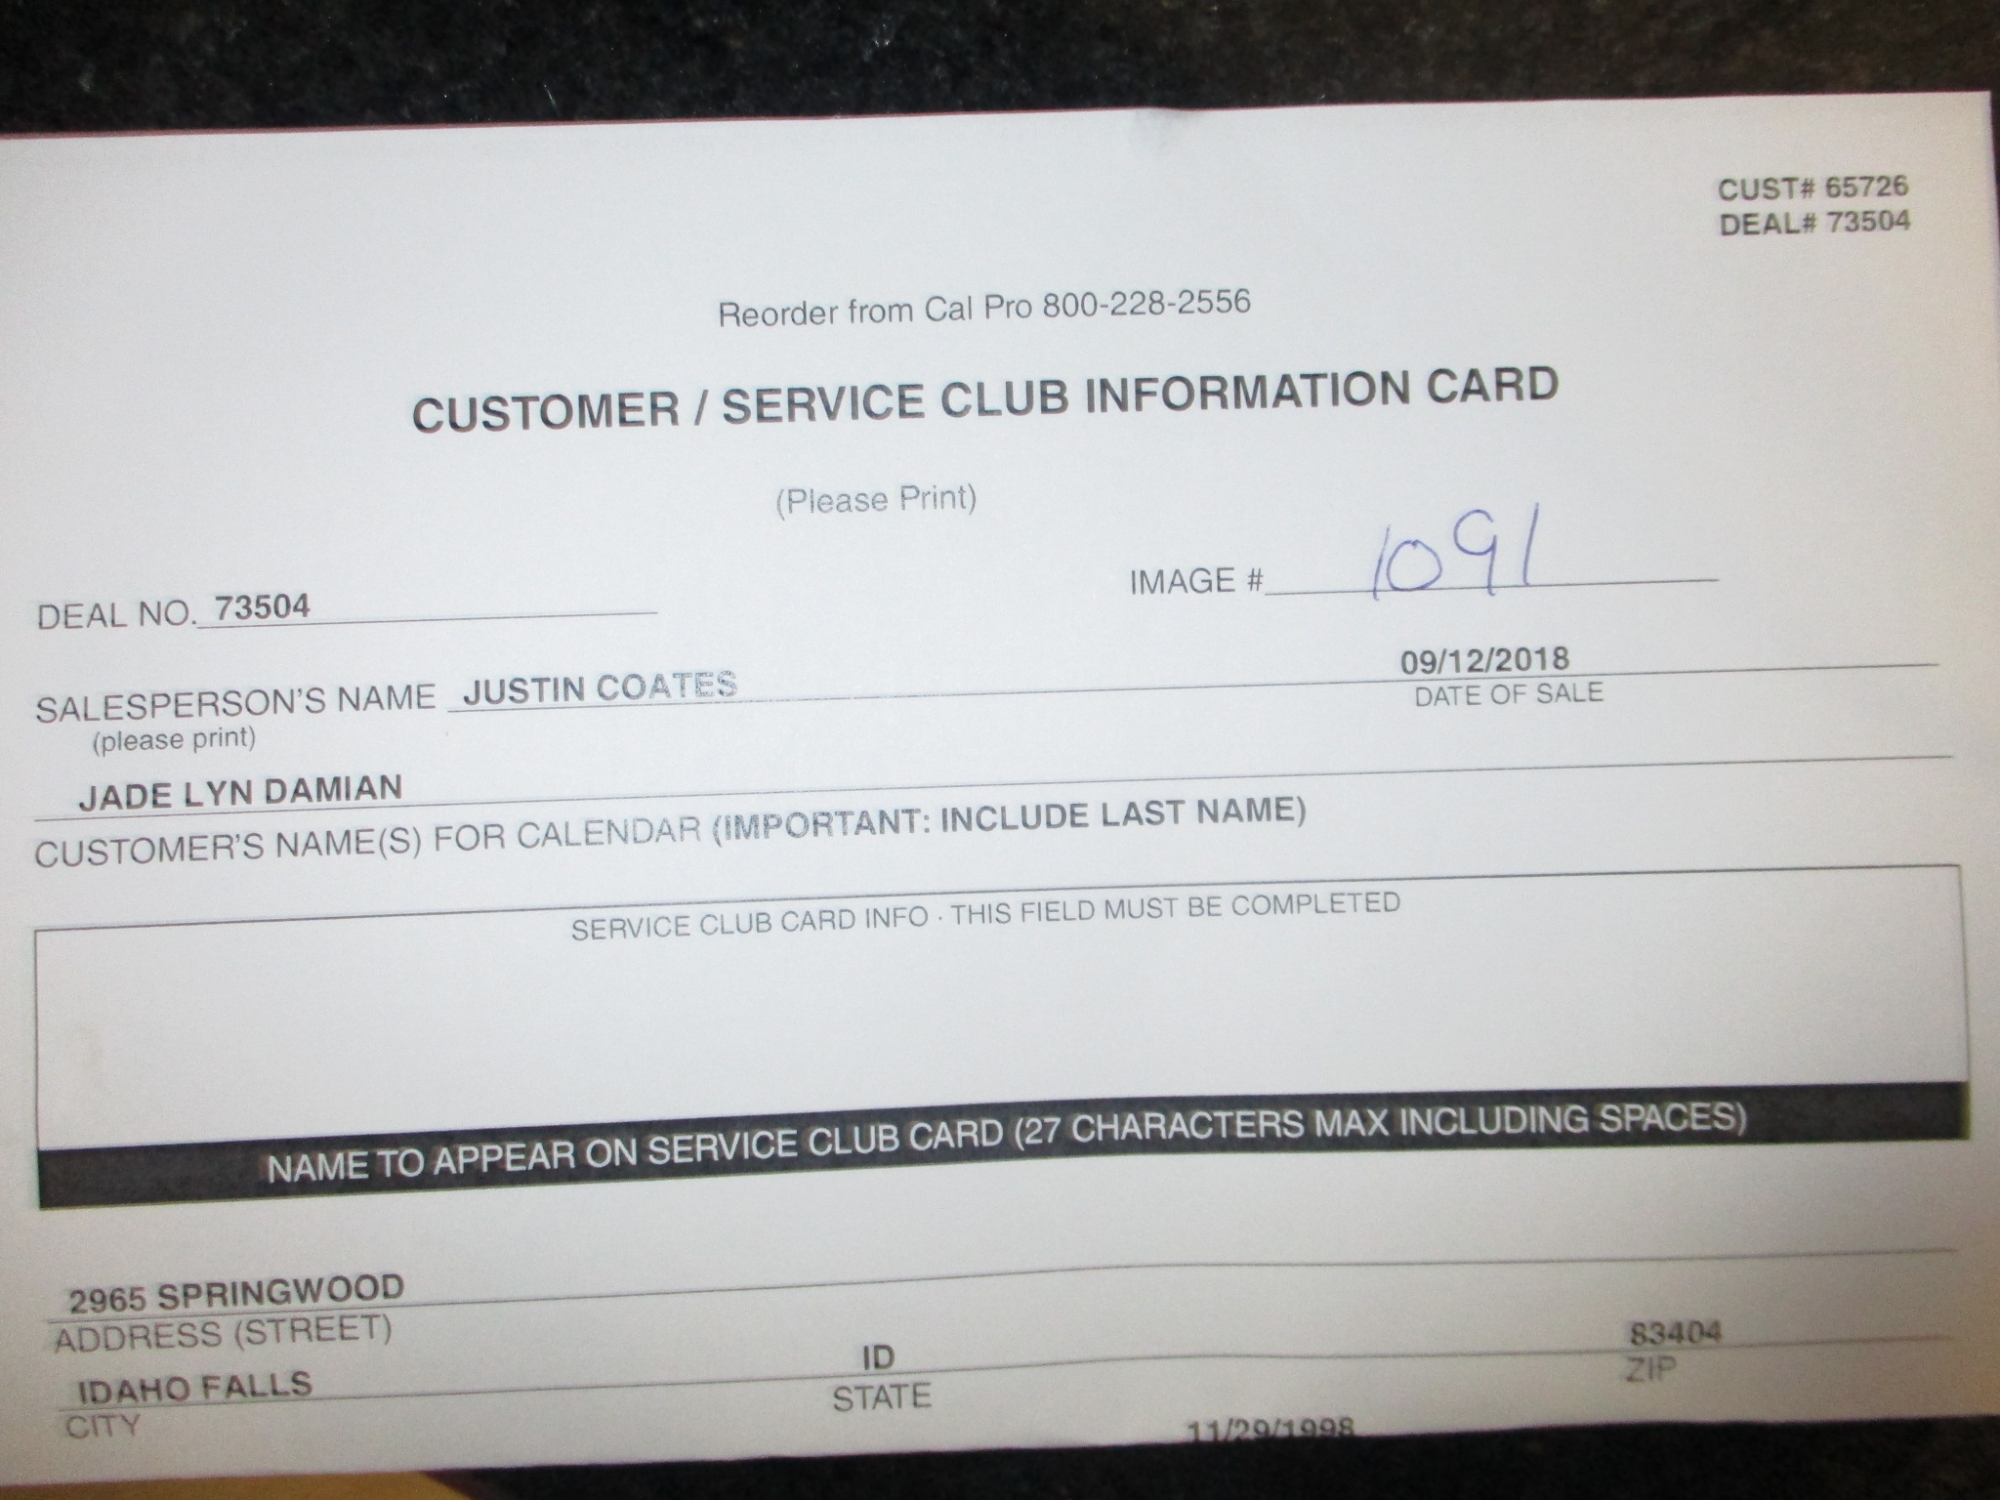 CUST# 65726
DEAL# 73504
Reorder from Cal Pro 800-228-2556
CUSTOMER / SERVICE CLUB INFORMATION CARD
(Please Print)
IMAGE # 1091
DEAL NO. 73504
09/12/2018
SALESPERSON'S NAME JUSTIN COATES
DATE OF SALE
(please print)
JADE LYN DAMIAN
CUSTOMER'S NAME(S) FOR CALENDAR (IMPORTANT: INCLUDE LAST NAME)
SERVICE CLUB CARD INFO · THIS FIELD MUST BE COMPLETED
NAME TO APPEAR ON SERVICE CLUB CARD (27 CHARACTERS MAX INCLUDING SPACES)
2965 SPRINGWOOD
ADDRESS (STREET)
IDAHO FALLS ID 83404
CITY STATE ZIP
11/29/1998